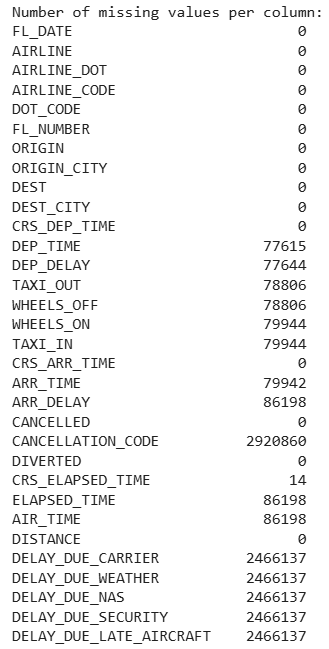 Number of missing values per column:
FL_DATE 0
AIRLINE 0
AIRLINE_DOT 0
AIRLINE_CODE 0
DOT_CODE 0
FL_NUMBER 0
ORIGIN 0
ORIGIN_CITY 0
DEST 0
DEST_CITY 0
CRS_DEP_TIME 0
DEP_TIME 77615
DEP_DELAY 77644
TAXI_OUT 78806
WHEELS_OFF 78806
WHEELS_ON 79944
TAXI_IN 79944
CRS_ARR_TIME 0
ARR_TIME 79942
ARR_DELAY 86198
CANCELLED 0
CANCELLATION_CODE 2920860
DIVERTED 0
CRS_ELAPSED_TIME 14
ELAPSED_TIME 86198
AIR_TIME 86198
DISTANCE 0
DELAY_DUE_CARRIER 2466137
DELAY_DUE_WEATHER 2466137
DELAY_DUE_NAS 2466137
DELAY_DUE_SECURITY 2466137
DELAY_DUE_LATE_AIRCRAFT 2466137